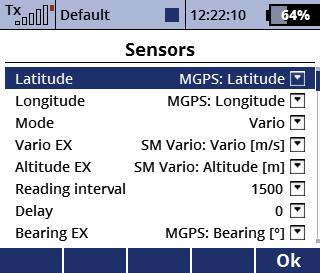 Tx Default 12:22:10 64%
Sensors
Latitude MGPS: Latitude
Longitude MGPS: Longitude
Mode Vario
Vario EX SM Vario: Vario [m/s]
Altitude EX SM Vario: Altitude [m]
Reading interval 1500
Delay 0
Bearing EX MGPS: Bearing [°]
Ok